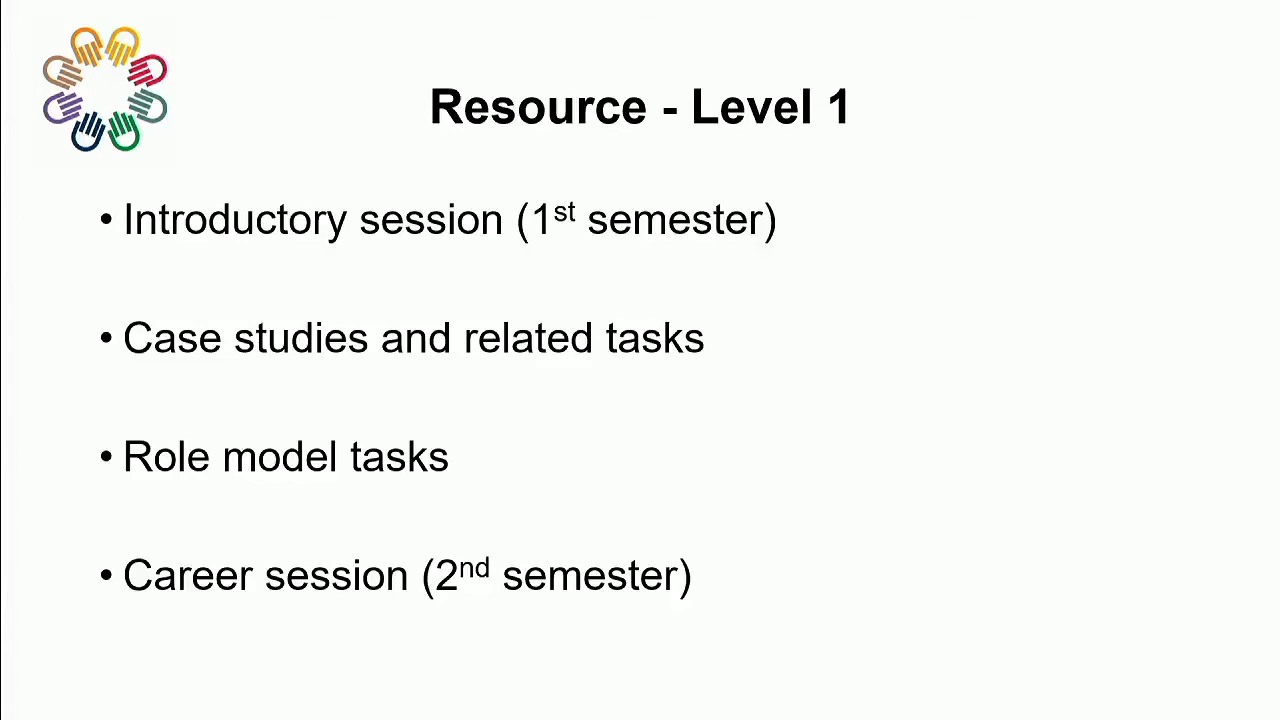 Resource - Level 1
• Introductory session (1st semester)
• Case studies and related tasks
• Role model tasks
• Career session (2nd semester)